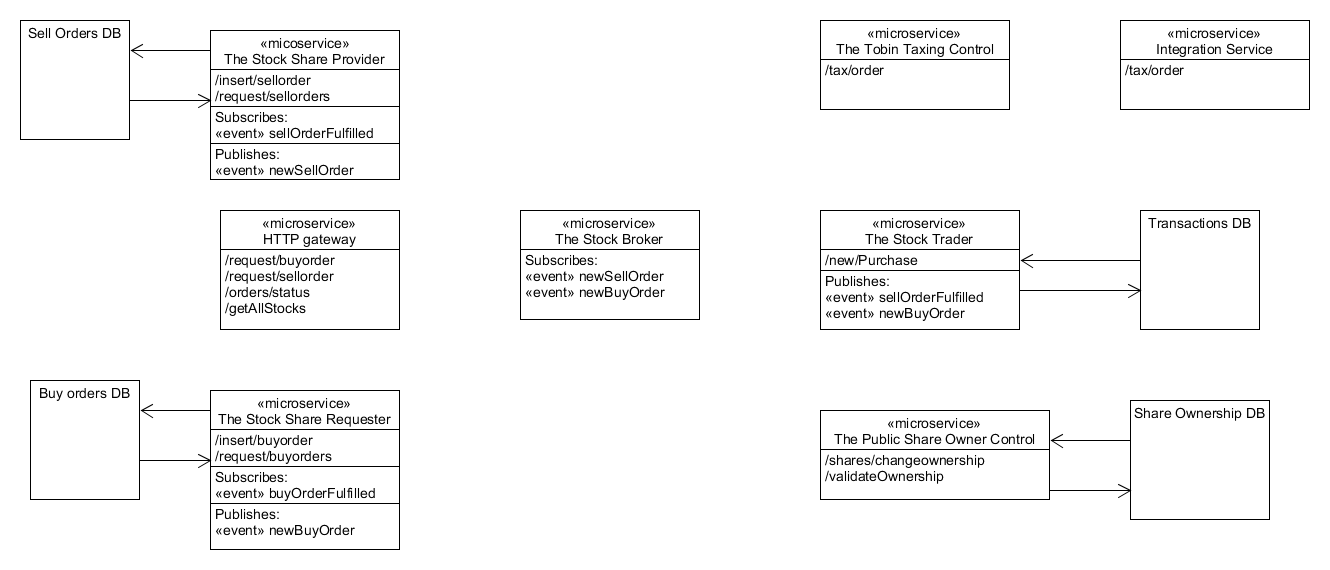 Sell Orders DB
«micoservice»
The Stock Share Provider
/insert/sellorder
/request/sellorders
Subscribes:
«event» sellOrderFulfilled
Publishes:
«event» newSellOrder
«microservice»
The Tobin Taxing Control
/tax/order
«microservice»
Integration Service
/tax/order
«microservice»
HTTP gateway
/request/buyorder
/request/sellorder
/orders/status
/getAllStocks
«microservice»
The Stock Broker
Subscribes:
«event» newSellOrder
«event» newBuyOrder
«microservice»
The Stock Trader
/new/Purchase
Publishes:
«event» sellOrderFulfilled
«event» newBuyOrder
Transactions DB
Buy orders DB
«microservice»
The Stock Share Requester
/insert/buyorder
/request/buyorders
Subscribes:
«event» buyOrderFulfilled
Publishes:
«event» newBuyOrder
«microservice»
The Public Share Owner Control
/shares/changeownership
/validateOwnership
Share Ownership DB